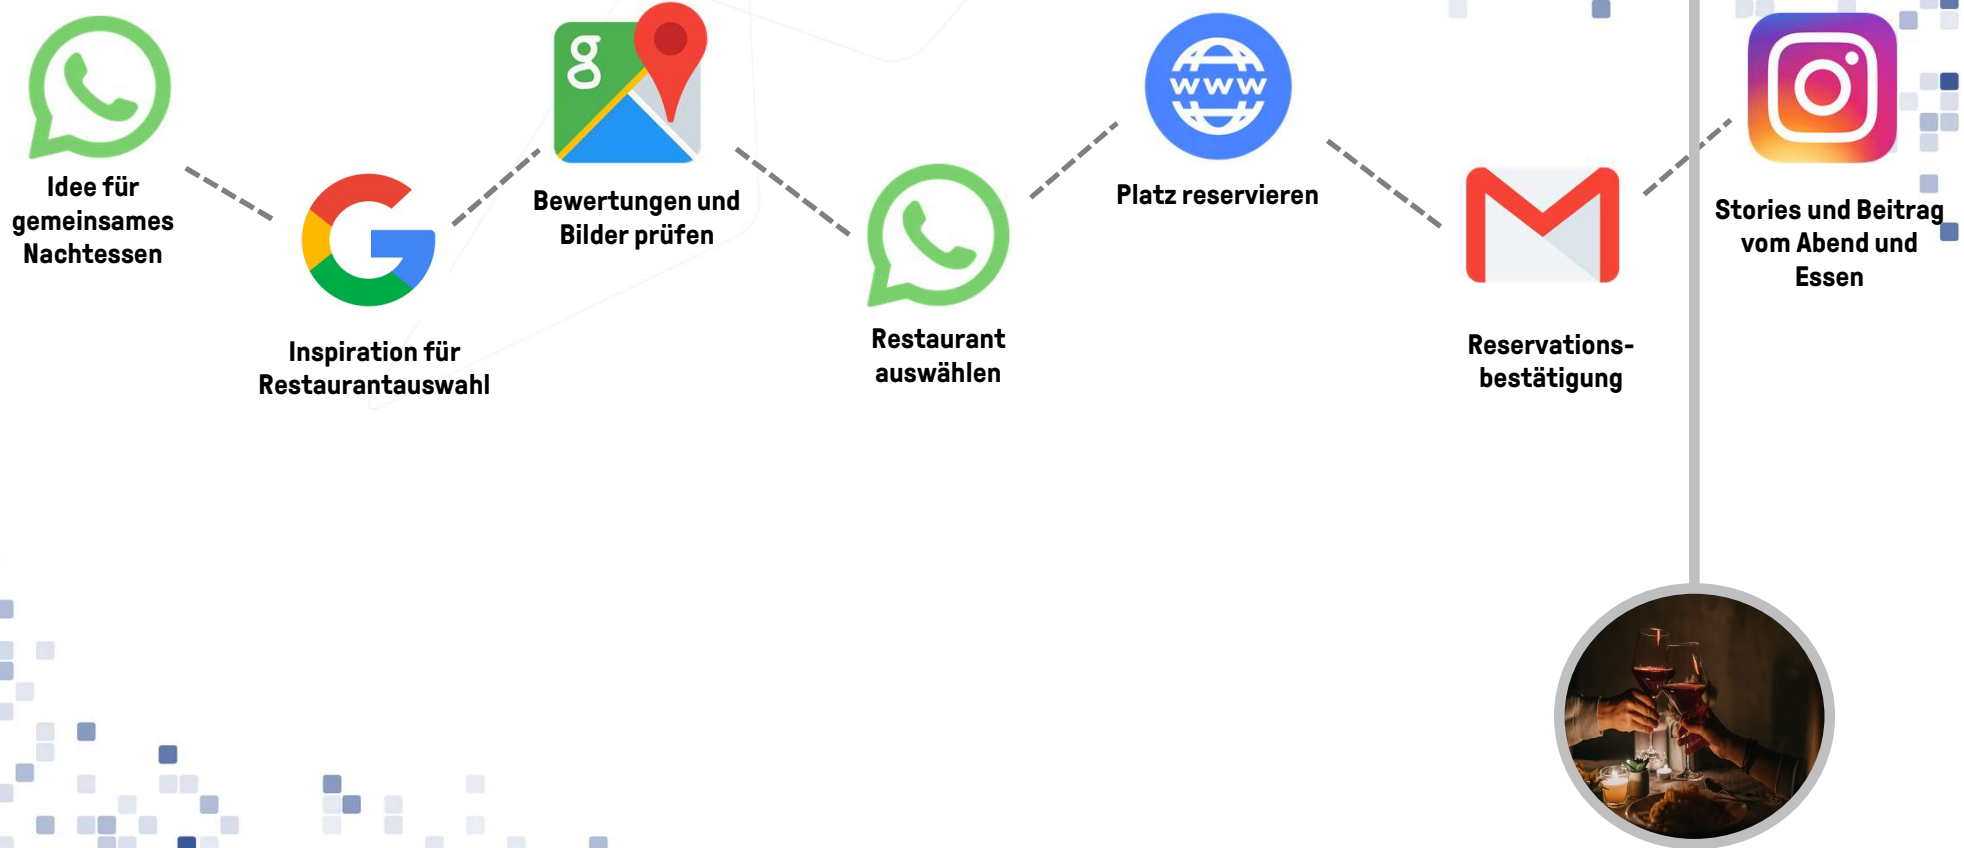 Idee für
gemeinsames
Nachtessen
Inspiration für
Restaurantauswahl
g
Bewertungen und
Bilder prüfen
Restaurant
auswählen
www
Platz reservieren
Reservations-
bestätigung
Stories und Beitrag
vom Abend und
Essen